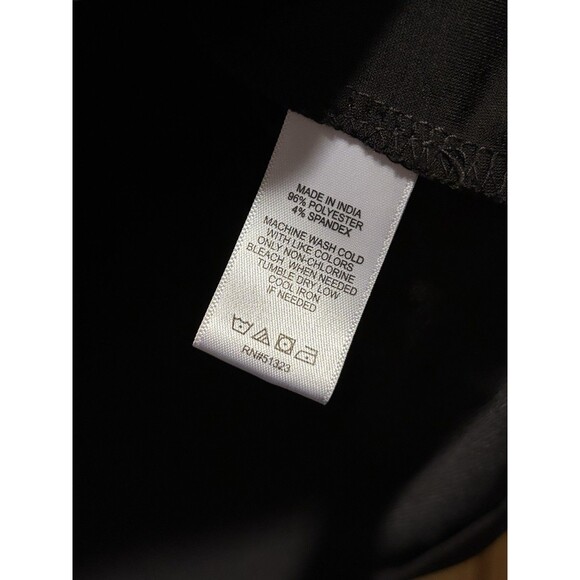 MADE IN INDIA
96% POLYESTER
4% SPANDEX
MACHINE WASH COLD
WITH LIKE COLORS
ONLY NON-CHLORINE
BLEACH WHEN NEEDED
TUMBLE DRY LOW
COOL IRON
IF NEEDED
RN#51323